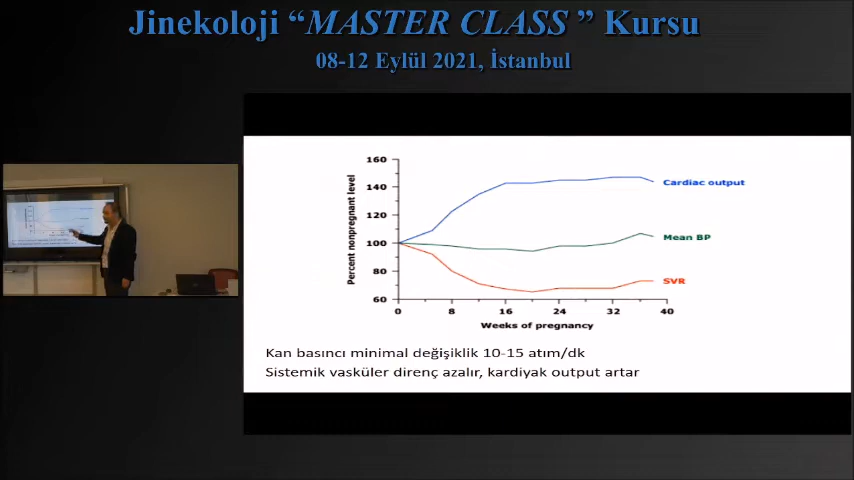 Jinekoloji “MASTER CLASS ” Kursu
08-12 Eylül 2021, İstanbul
160
140
120
100
80
60
Percent nonpregnant level
Cardiac output
Mean BP
SVR
0 8 16 24 32 40
Weeks of pregnancy
Kan basıncı minimal değişiklik 10-15 atım/dk
Sistemik vasküler direnç azalır, kardiyak output artar